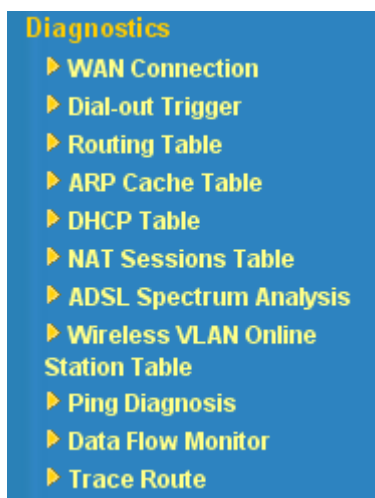 Diagnostics
WAN Connection
Dial-out Trigger
Routing Table
ARP Cache Table
DHCP Table
NAT Sessions Table
ADSL Spectrum Analysis
Wireless VLAN Online
Station Table
Ping Diagnosis
Data Flow Monitor
Trace Route